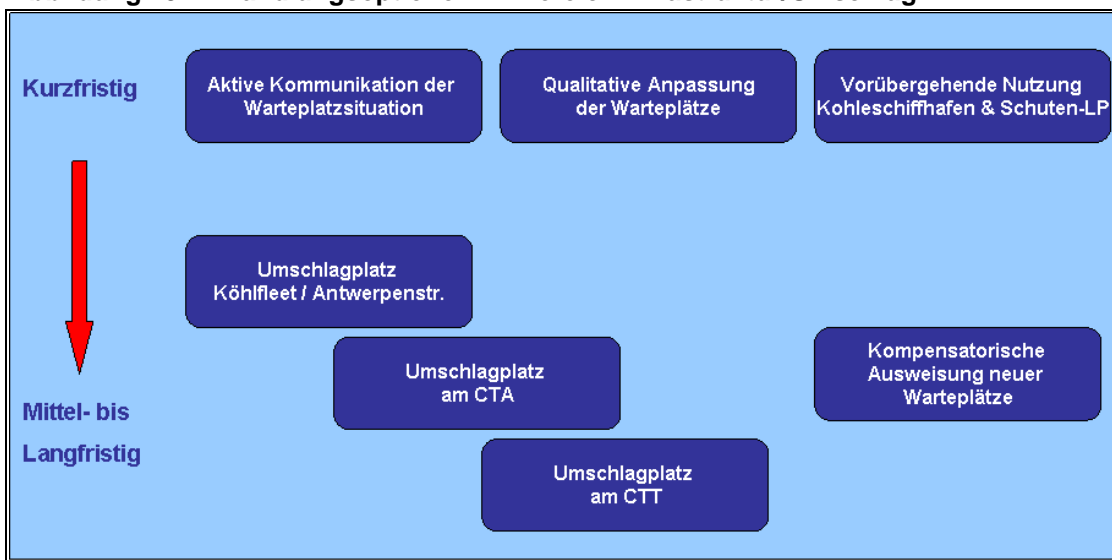 Kurzfristig
Aktive Kommunikation der
Warteplatzsituation
Qualitative Anpassung
der Warteplätze
Vorübergehende Nutzung
Kohleschiffhafen & Schuten-LP
Umschlagplatz
Köhlfleet / Antwerpenstr.
Umschlagplatz
am CTA
Kompensatorische
Ausweisung neuer
Warteplätze
Mittel- bis
Langfristig
Umschlagplatz
am CTT